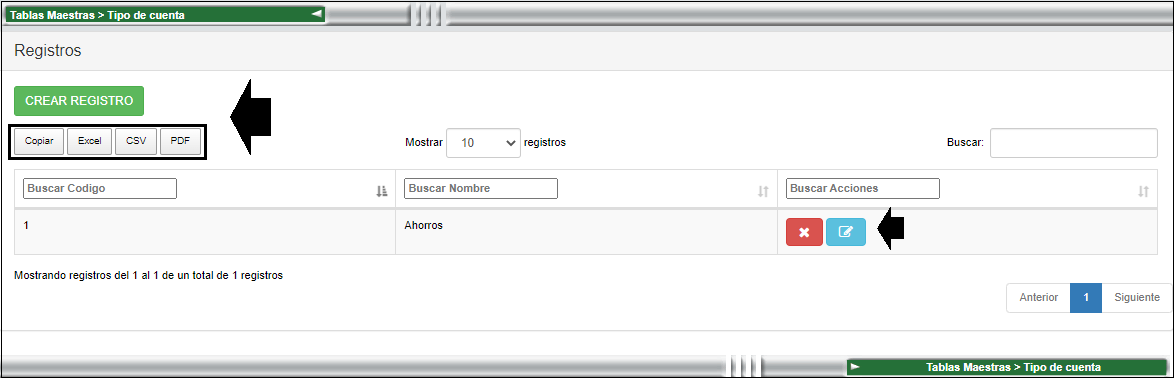 Tablas Maestras > Tipo de cuenta
Registros
CREAR REGISTRO
Copiar Excel CSV PDF Mostrar 10 registros Buscar:
Buscar Codigo Buscar Nombre Buscar Acciones
1 Ahorros
Mostrando registros del 1 al 1 de un total de 1 registros
Anterior 1 Siguiente
Tablas Maestras > Tipo de cuenta